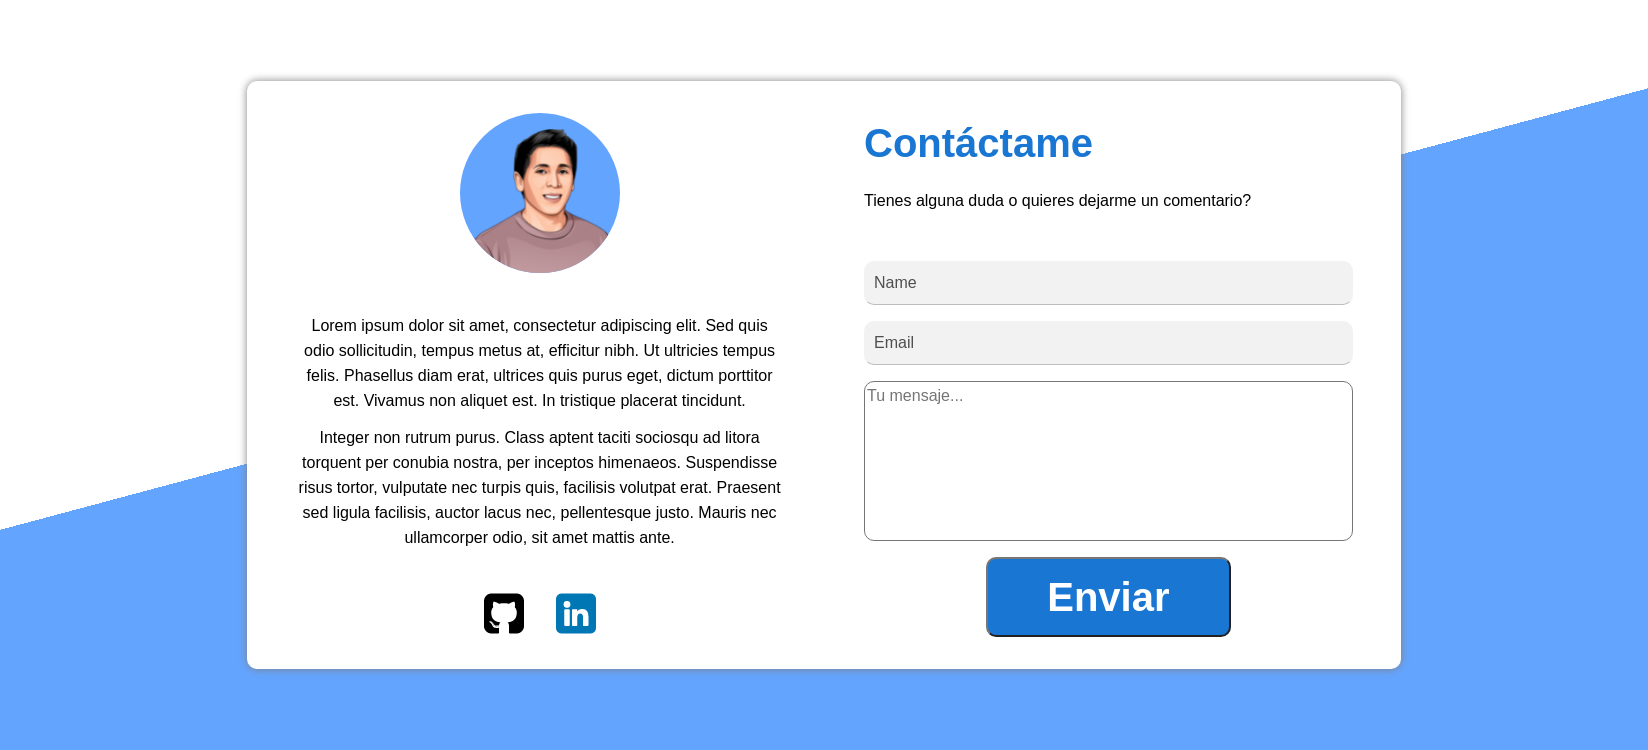 Lorem ipsum dolor sit amet, consectetur adipiscing elit. Sed quis
odio sollicitudin, tempus metus at, efficitur nibh. Ut ultricies tempus
felis. Phasellus diam erat, ultrices quis purus eget, dictum porttitor
est. Vivamus non aliquet est. In tristique placerat tincidunt.
Integer non rutrum purus. Class aptent taciti sociosqu ad litora
torquent per conubia nostra, per inceptos himenaeos. Suspendisse
risus tortor, vulputate nec turpis quis, facilisis volutpat erat. Praesent
sed ligula facilisis, auctor lacus nec, pellentesque justo. Mauris nec
ullamcorper odio, sit amet mattis ante.
in
Contáctame
Tienes alguna duda o quieres dejarme un comentario?
Name
Email
Tu mensaje...
Enviar